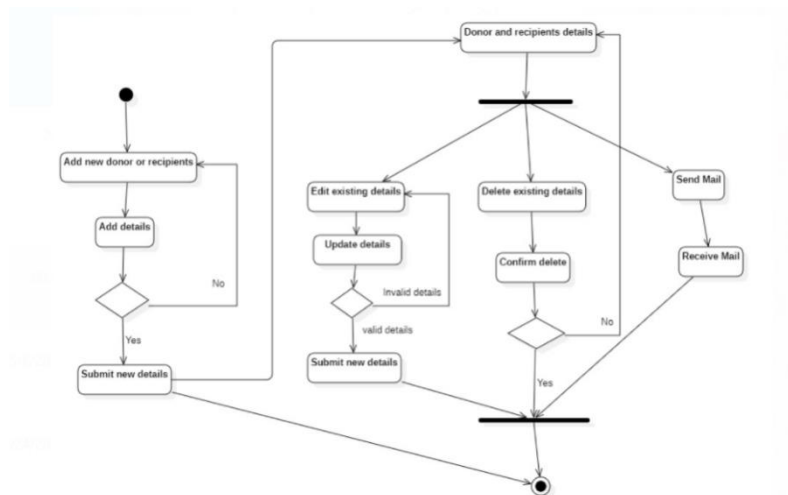 Donor and recipients details
Add new donor or recipients
Add details
No
Yes
Submit new details
Edit existing details
Update details
Invalid details
valid details
Submit new details
Delete existing details
Confirm delete
No
Yes
Send Mail
Receive Mail